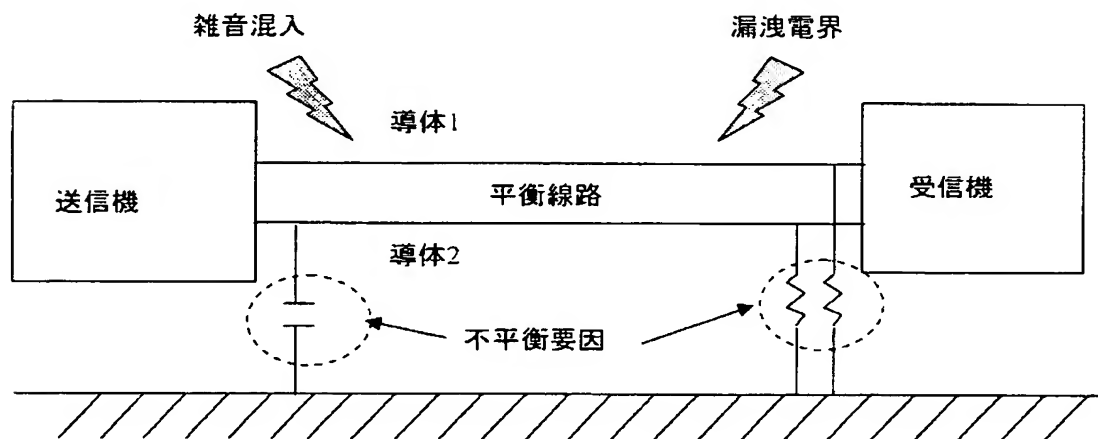 雑音混入
漏洩電界
導体1
送信機
平衡線路
受信機
導体2
不平衡要因